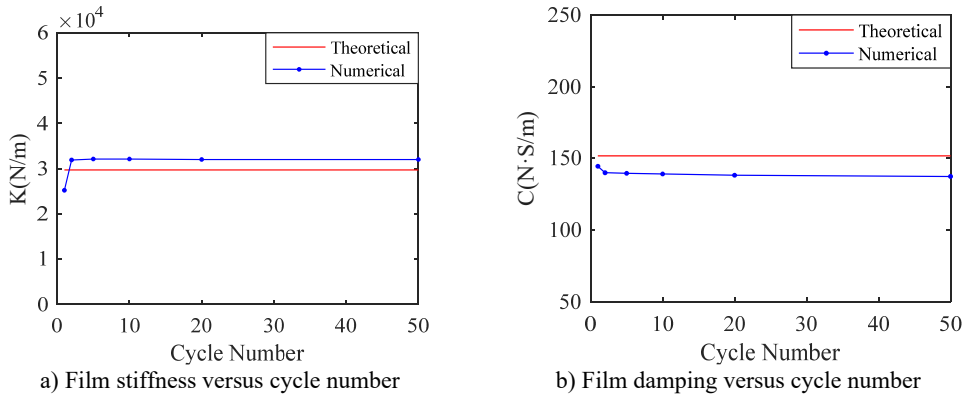 ×10⁴
6
5
4
3
2
1
0
K(N/m)
0 10 20 30 40 50
Cycle Number
Theoretical
Numerical
a) Film stiffness versus cycle number
250
200
150
100
50
C(N·S/m)
0 10 20 30 40 50
Cycle Number
Theoretical
Numerical
b) Film damping versus cycle number